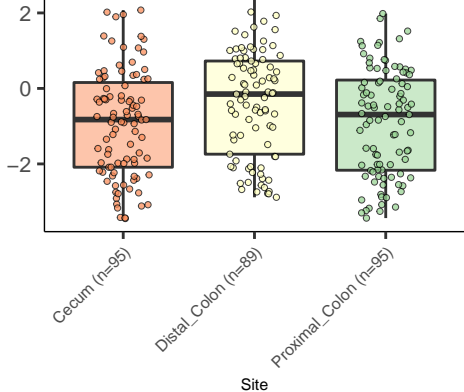 2
0
−2
Cecum (n=95)
Distal_Colon (n=89)
Proximal_Colon (n=95)
Site